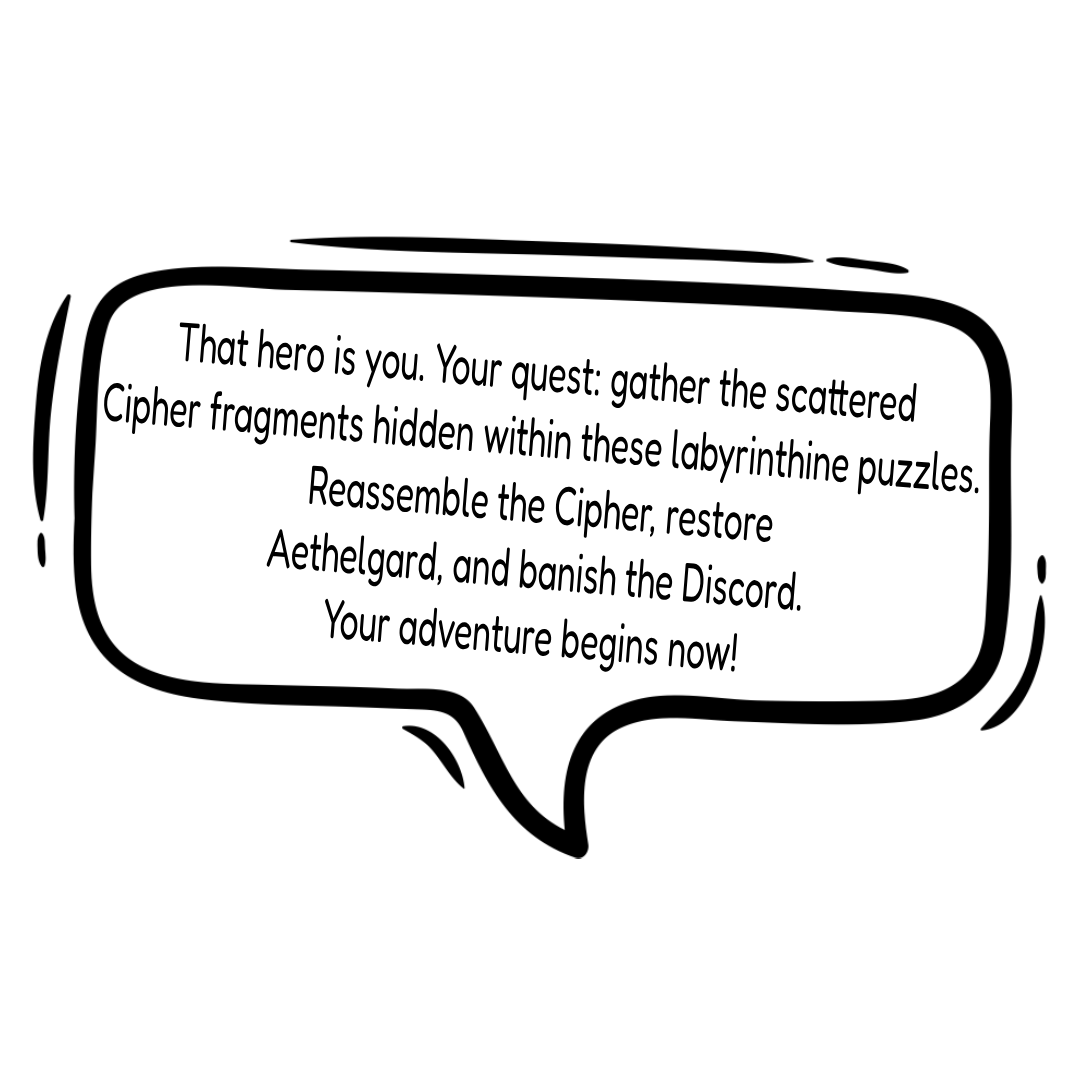 That hero is you. Your quest: gather the scattered
Cipher fragments hidden within these labyrinthine puzzles.
Reassemble the Cipher, restore
Aethelgard, and banish the Discord.
Your adventure begins now!